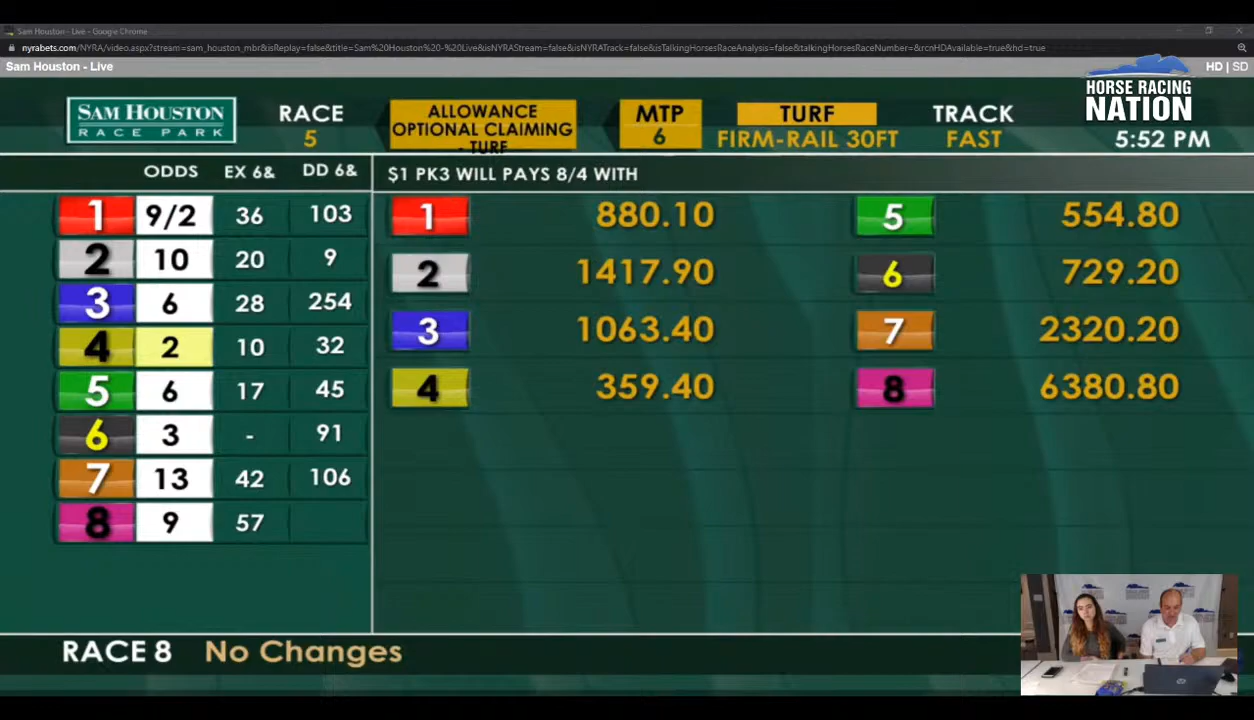 Sam Houston - Live - Google Chrome
nyrabets.com/NYRA/video.aspx?stream=sam_houston_mbr&isReplay=false&title=Sam%20Houston%20-%20Live&isNYRAStream=false&isNYRATrack=false&isTalkingHorsesRaceAnalysis=false&talkingHorsesRaceNumber=&rcnHDAvailable=true&hd=true
Sam Houston - Live
HD | SD
HORSE RACING
NATION
SAM HOUSTON
RACE PARK
RACE
5
ALLOWANCE
OPTIONAL CLAIMING
- TURF
MTP
6
TURF
FIRM-RAIL 30FT
TRACK
FAST
5:52 PM
ODDS EX 6& DD 6&
1 9/2 36 103
2 10 20 9
3 6 28 254
4 2 10 32
5 6 17 45
6 3 - 91
7 13 42 106
8 9 57
$1 PK3 WILL PAYS 8/4 WITH
1 880.10 5 554.80
2 1417.90 6 729.20
3 1063.40 7 2320.20
4 359.40 8 6380.80
RACE 8 No Changes